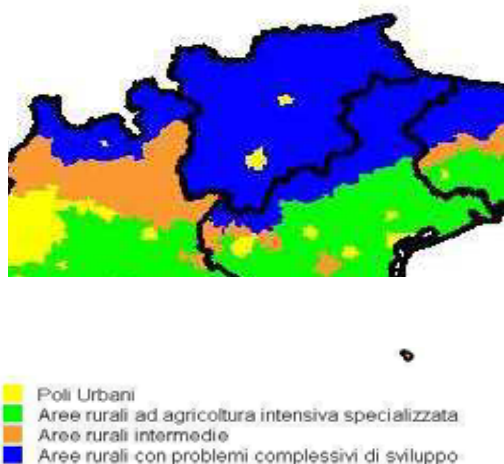 Poli Urbani
Aree rurali ad agricoltura intensiva specializzata
Aree rurali intermedie
Aree rurali con problemi complessivi di sviluppo